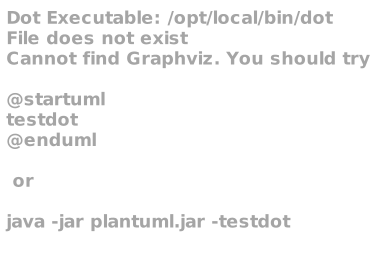 Dot Executable: /opt/local/bin/dot
File does not exist
Cannot find Graphviz. You should try
@startuml
testdot
@enduml
or
java -jar plantuml.jar -testdot